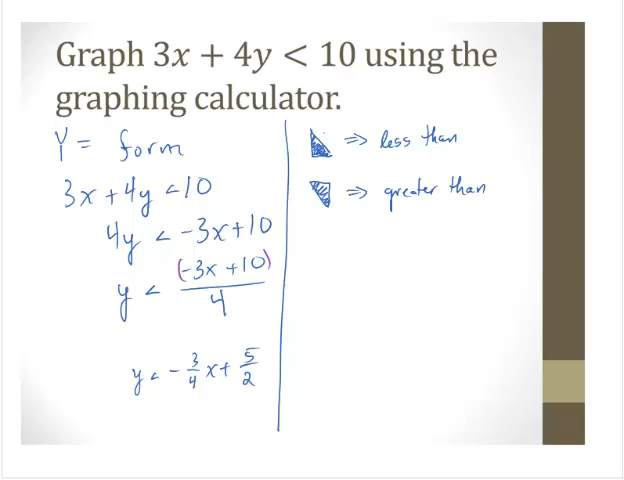 Graph 3x + 4y < 10 using the
graphing calculator.
Y = form
3x + 4y < 10
4y < -3x + 10
y < (-3x + 10)/4
y < -3/4 x + 5/2
⇒ less than
⇒ greater than